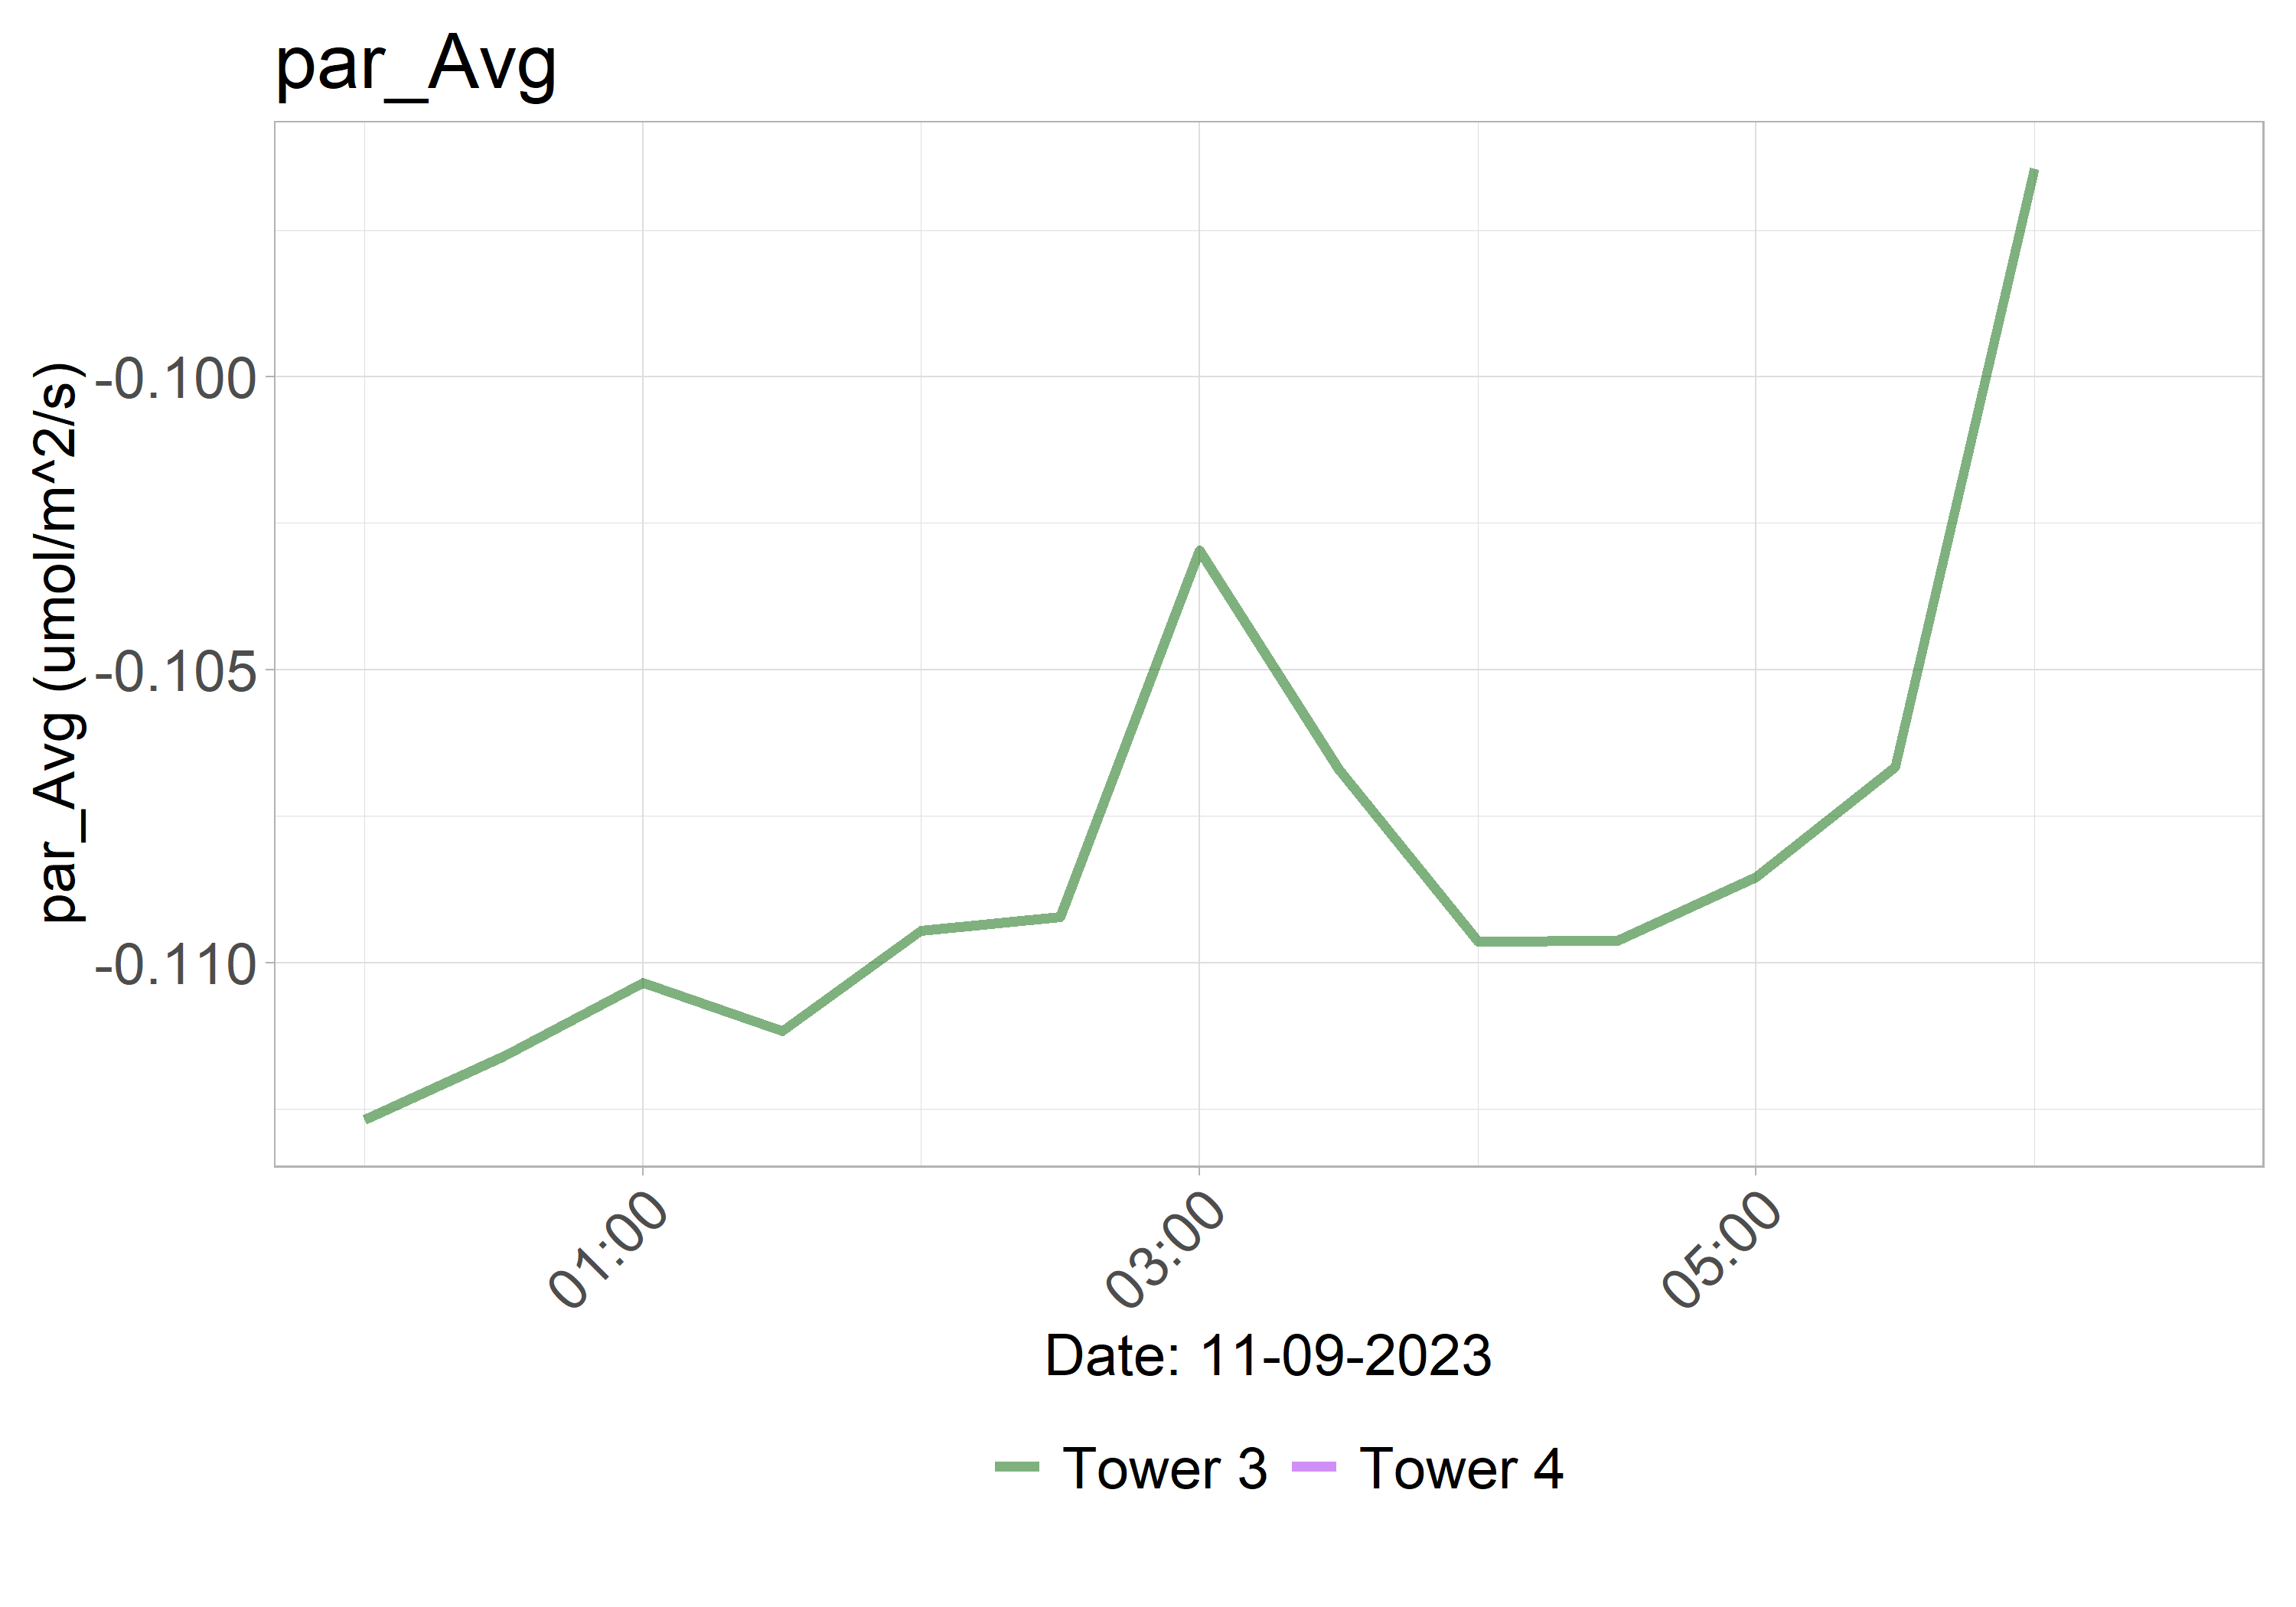 par_Avg
par_Avg (umol/m^2/s)
-0.100
-0.105
-0.110
01:00
03:00
05:00
Date: 11-09-2023
Tower 3
Tower 4